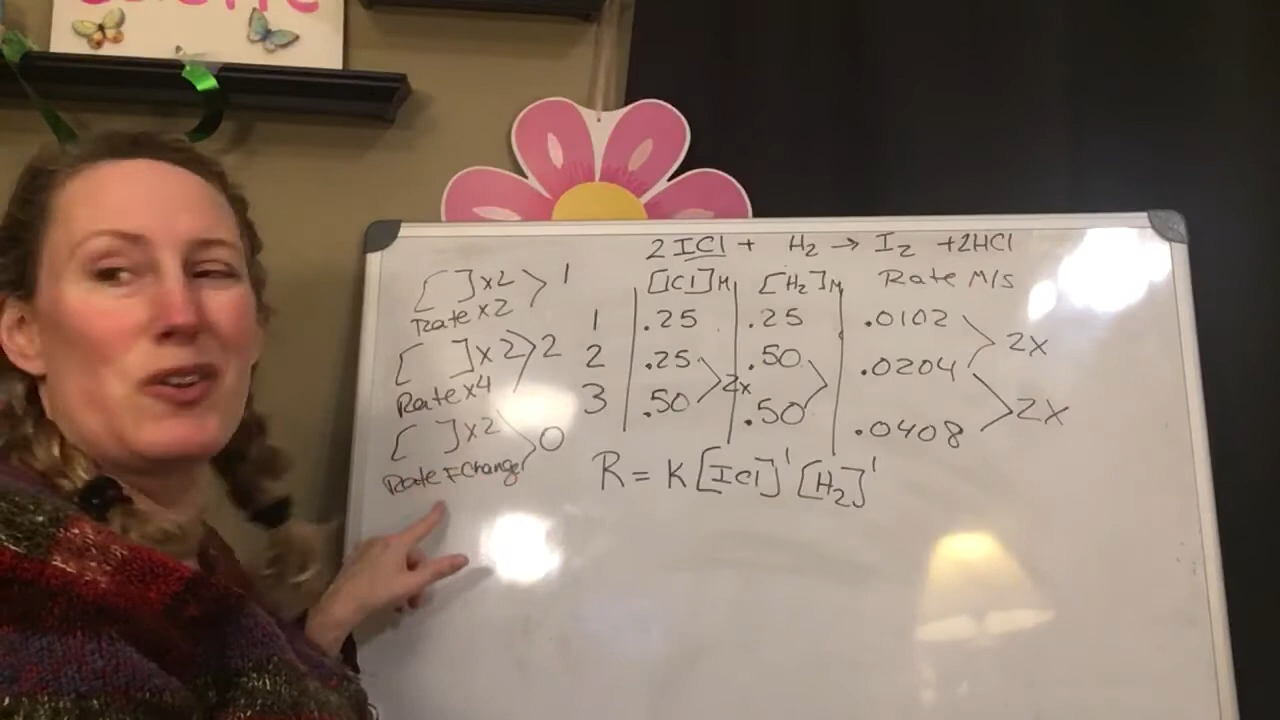 2ICl + H₂ → I₂ + 2HCl
[ ]x2 > 1
Rate x2
[ ]x2 > 2
Rate x4
[ ]x2 > 0
Rate ≠ Change
[ICl]M [H₂]M Rate M/s
1 .25 .25 .0102
2 .25 .50 .0204
3 .50 .50 .0408
2x
2x
2x
R = K[ICl]¹[H₂]¹